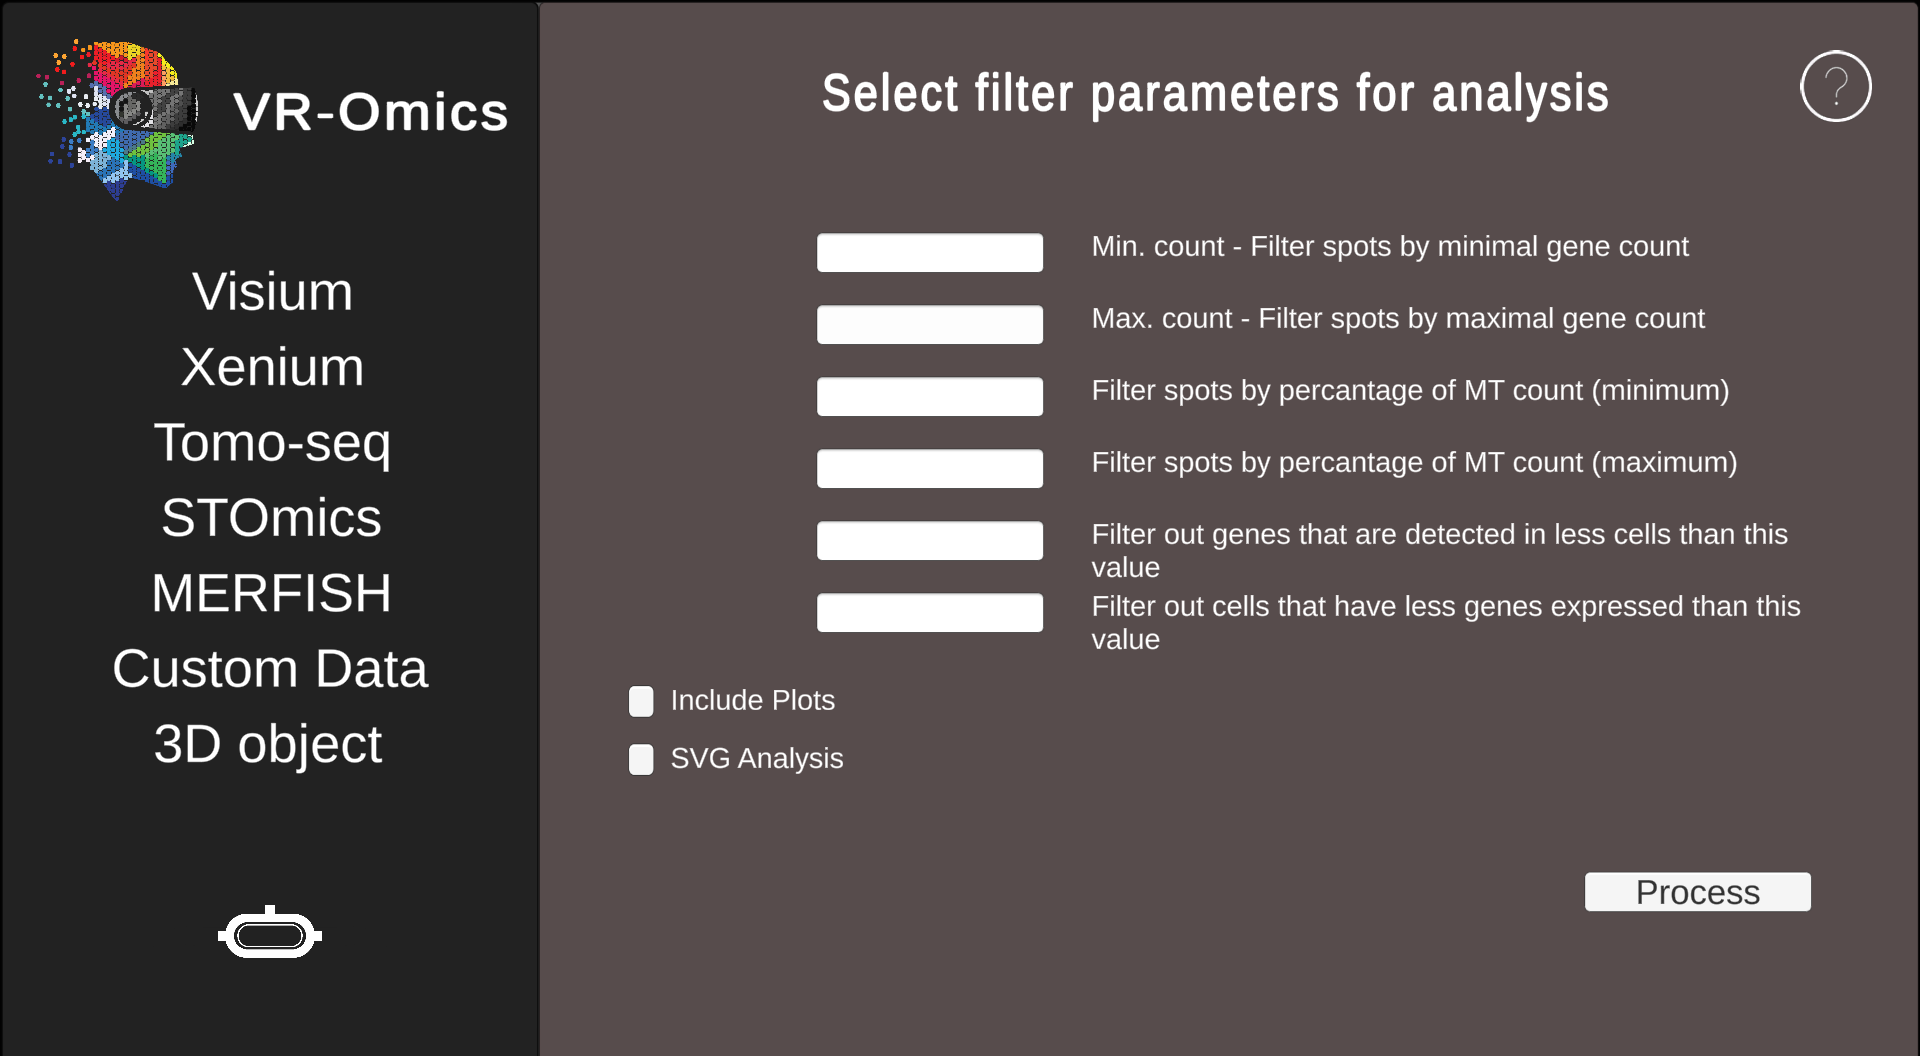 VR-Omics
Visium
Xenium
Tomo-seq
STOmics
MERFISH
Custom Data
3D object
Select filter parameters for analysis
?
Min. count - Filter spots by minimal gene count
Max. count - Filter spots by maximal gene count
Filter spots by percantage of MT count (minimum)
Filter spots by percantage of MT count (maximum)
Filter out genes that are detected in less cells than this
value
Filter out cells that have less genes expressed than this
value
Include Plots
SVG Analysis
Process